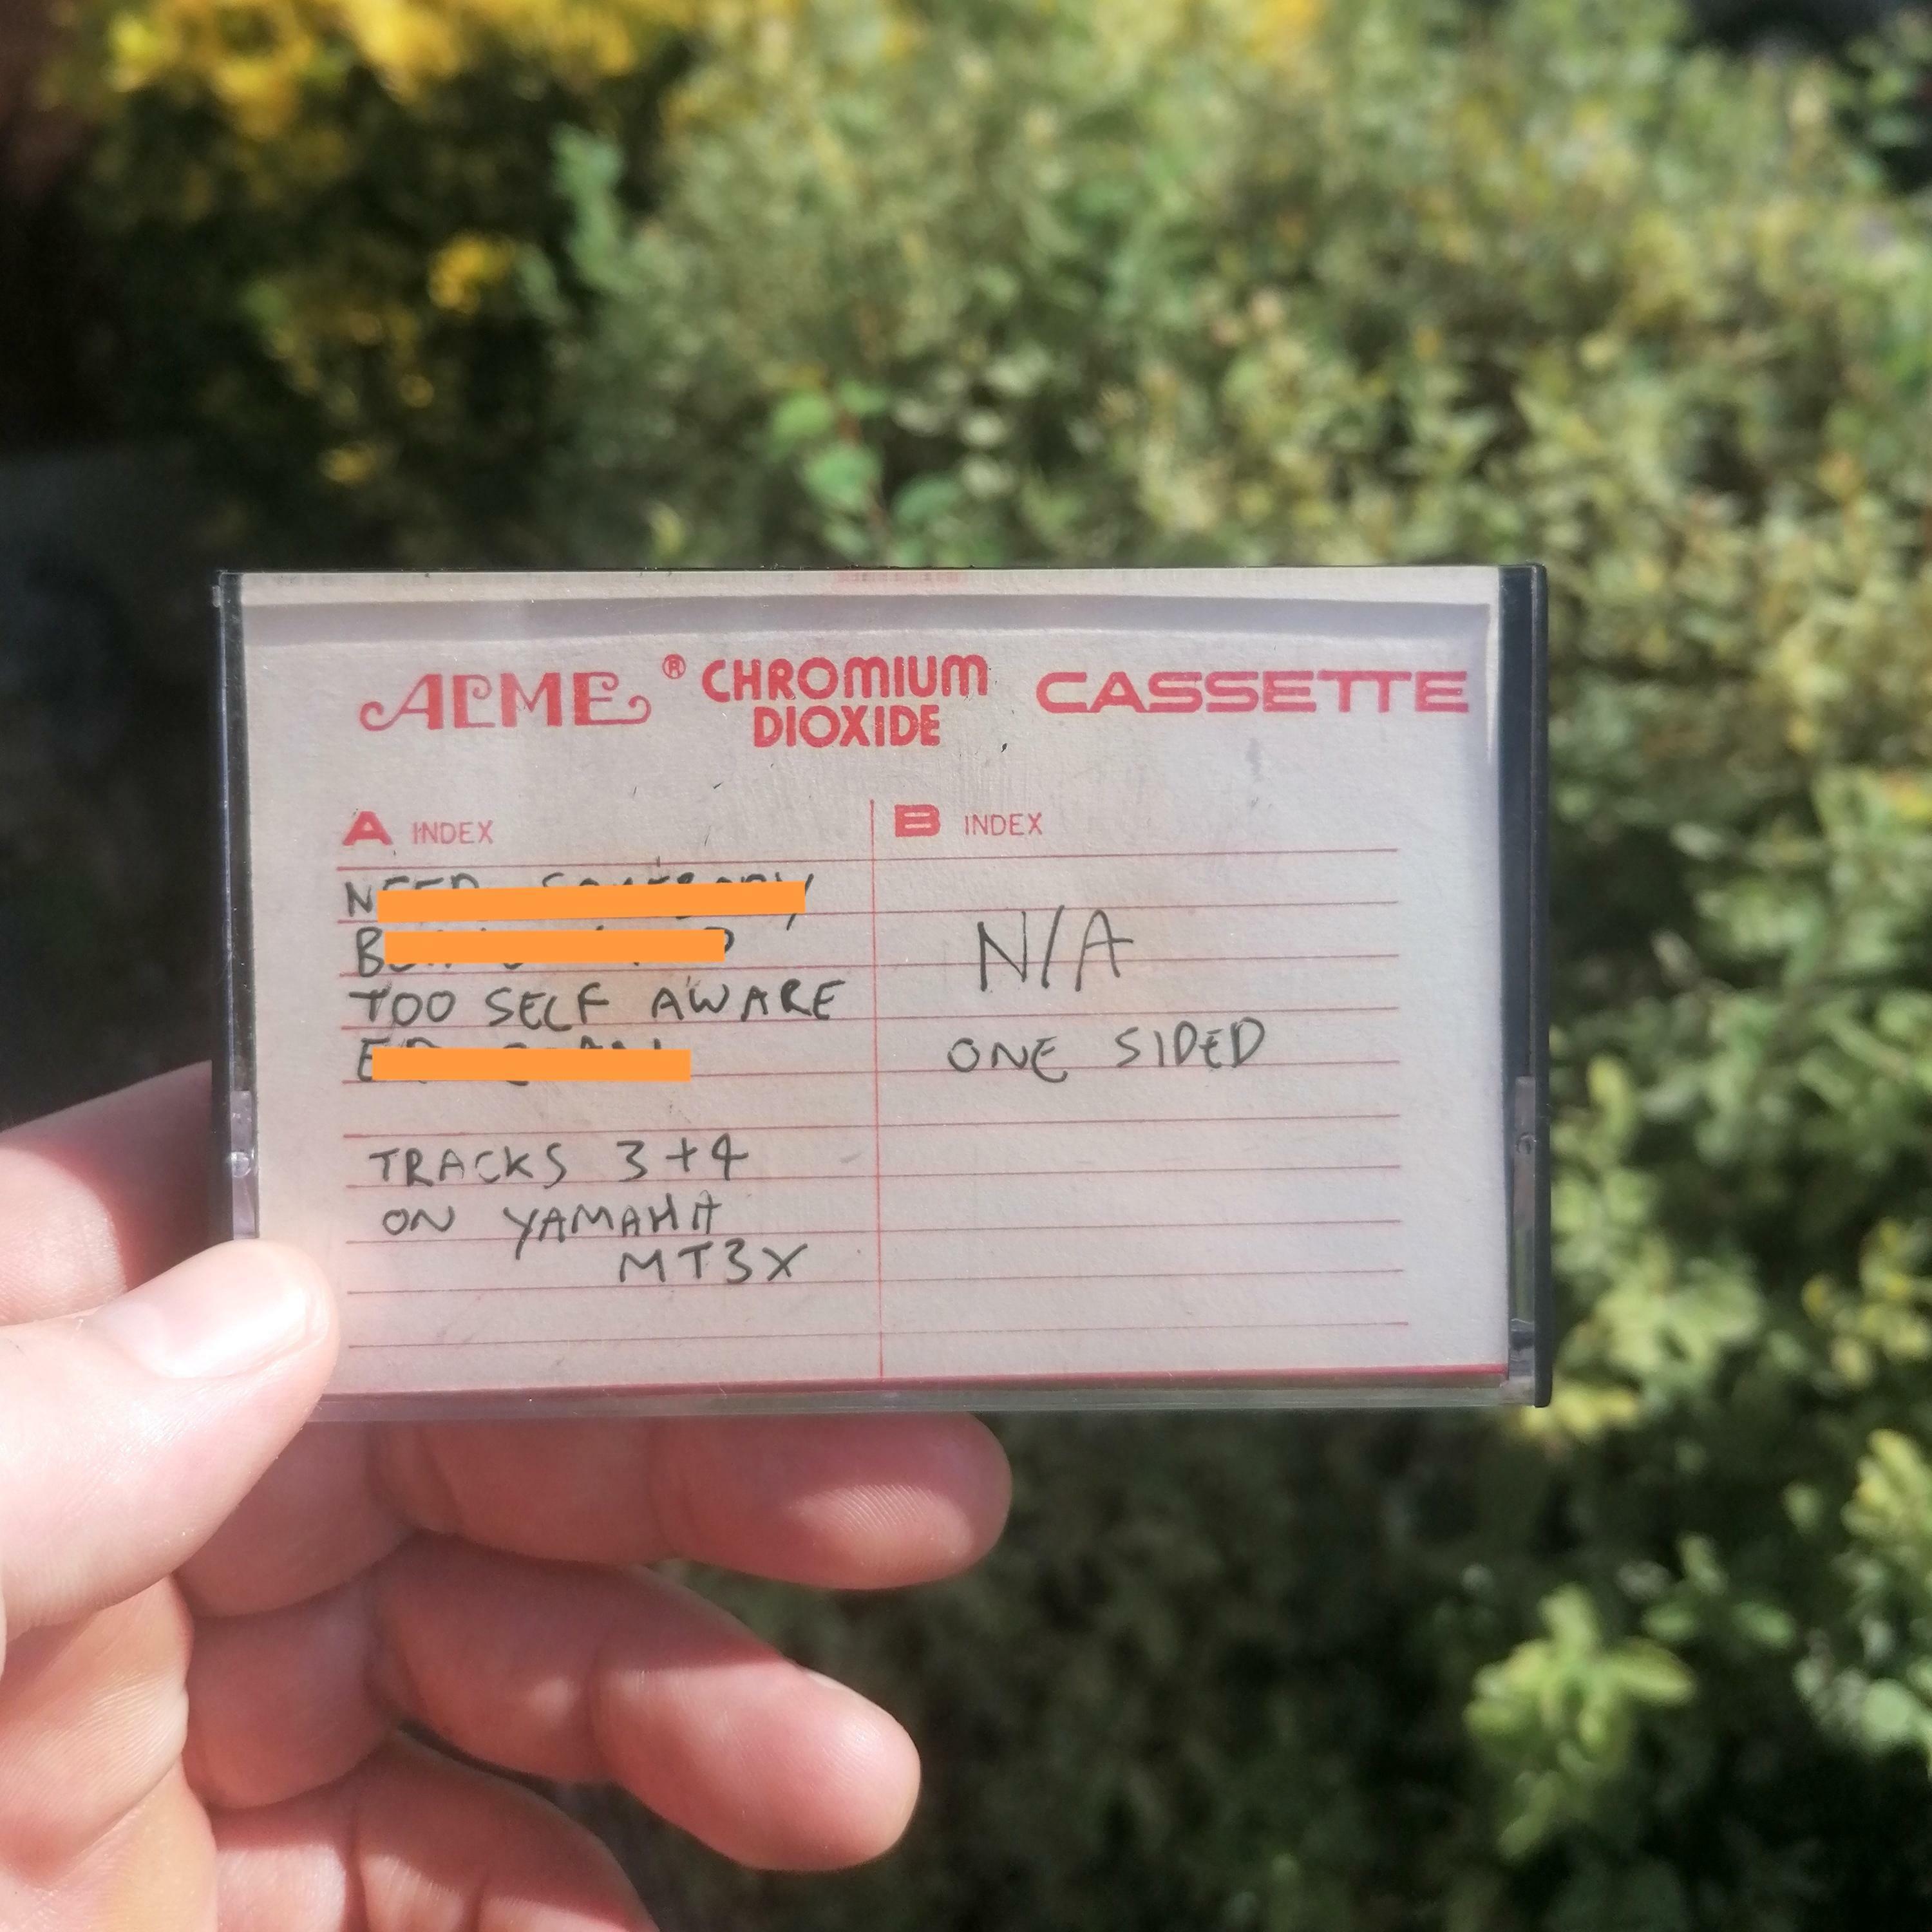 ACME® CHROMIUM DIOXIDE CASSETTE
A INDEX
B INDEX
TOO SELF AWARE
TRACKS 3+4
ON YAMAHA
MT3X
N/A
ONE SIDED